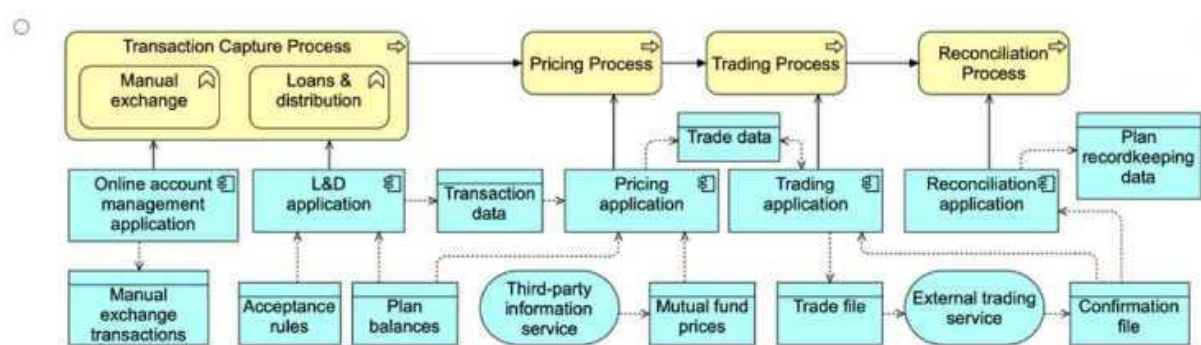 Transaction Capture Process
Manual
exchange
Loans &
distribution
Pricing Process
Trading Process
Reconciliation
Process
Trade data
Plan
recordkeeping
data
Online account
management
application
L&D
application
Transaction
data
Pricing
application
Trading
application
Reconciliation
application
Manual
exchange
transactions
Acceptance
rules
Plan
balances
Third-party
information
service
Mutual fund
prices
Trade file
External trading
service
Confirmation
file